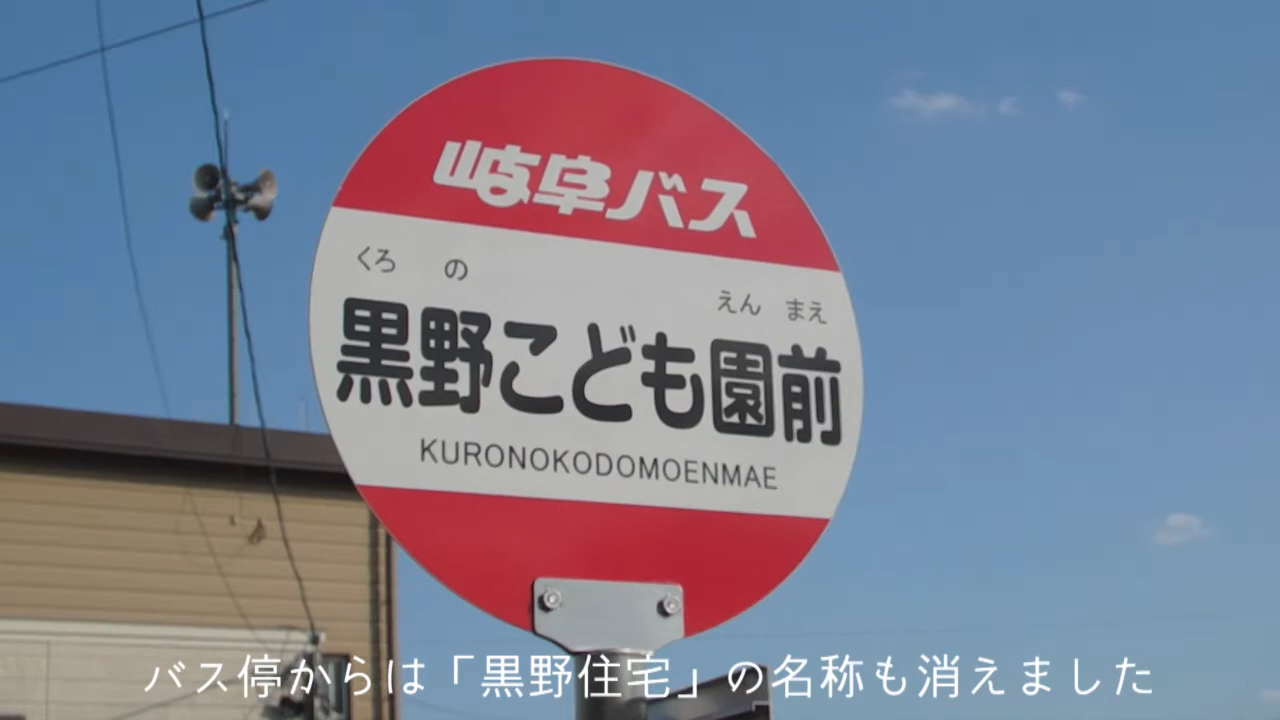 岐阜バス
くろ の
えん まえ
黒野こども園前
KURONOKODOMOENMAE
バス停からは「黒野住宅」の名称も消えました